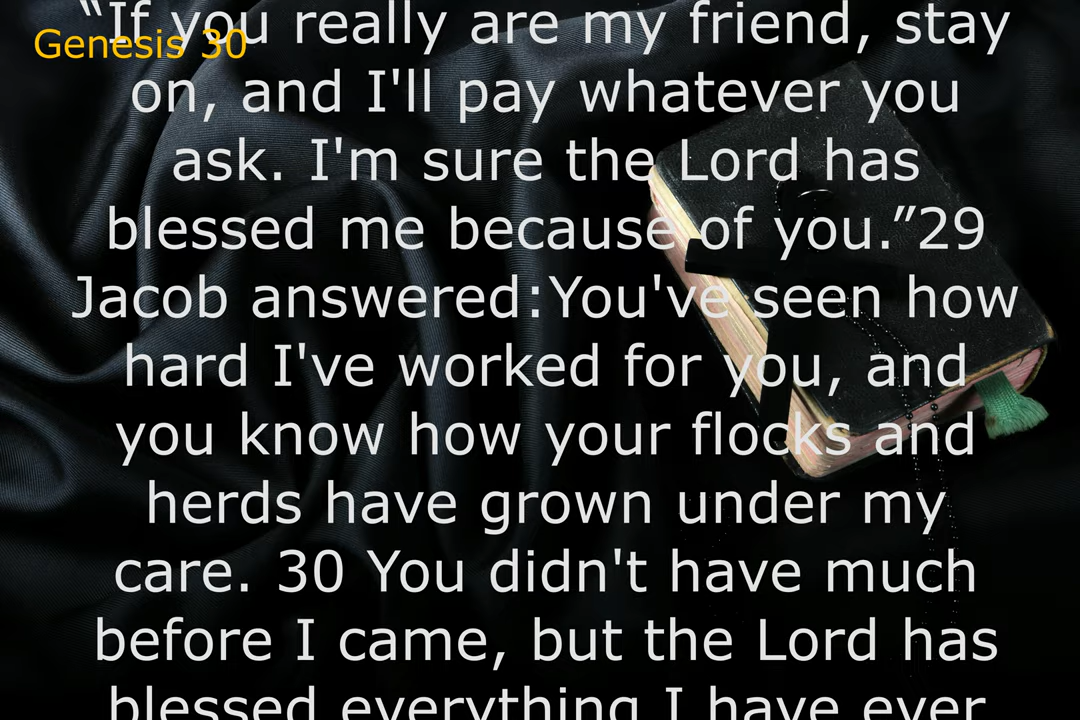 “If you really are my friend, stay
Genesis 30
on, and I'll pay whatever you
ask. I'm sure the Lord has
blessed me because of you.”29
Jacob answered:You've seen how
hard I've worked for you, and
you know how your flocks and
herds have grown under my
care. 30 You didn't have much
before I came, but the Lord has
blessed everything I have ever